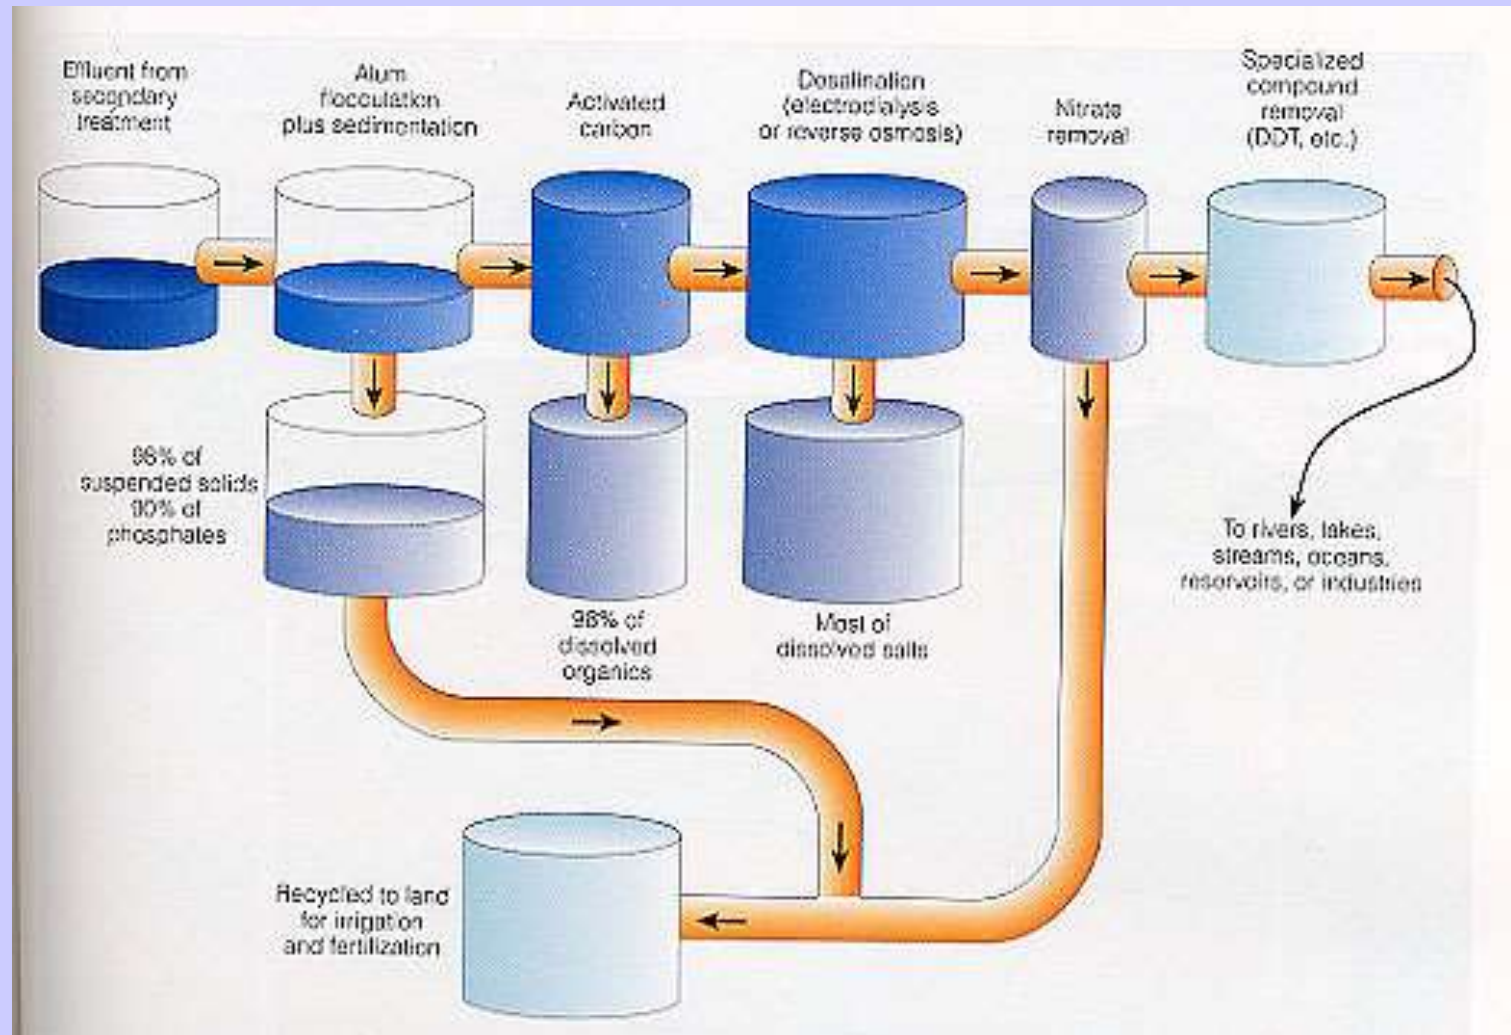 Effluent from
secondary
treatment
Alum
flocculation
plus sedimentation
Activated
carbon
Desalination
(electrodialysis
or reverse osmosis)
Nitrate
removal
Specialized
compound
removal
(DDT, etc.)
98% of
suspended solids
90% of
phosphates
98% of
dissolved
organics
Most of
dissolved salts
To rivers, lakes,
streams, oceans,
reservoirs, or industries
Recycled to land
for irrigation
and fertilization